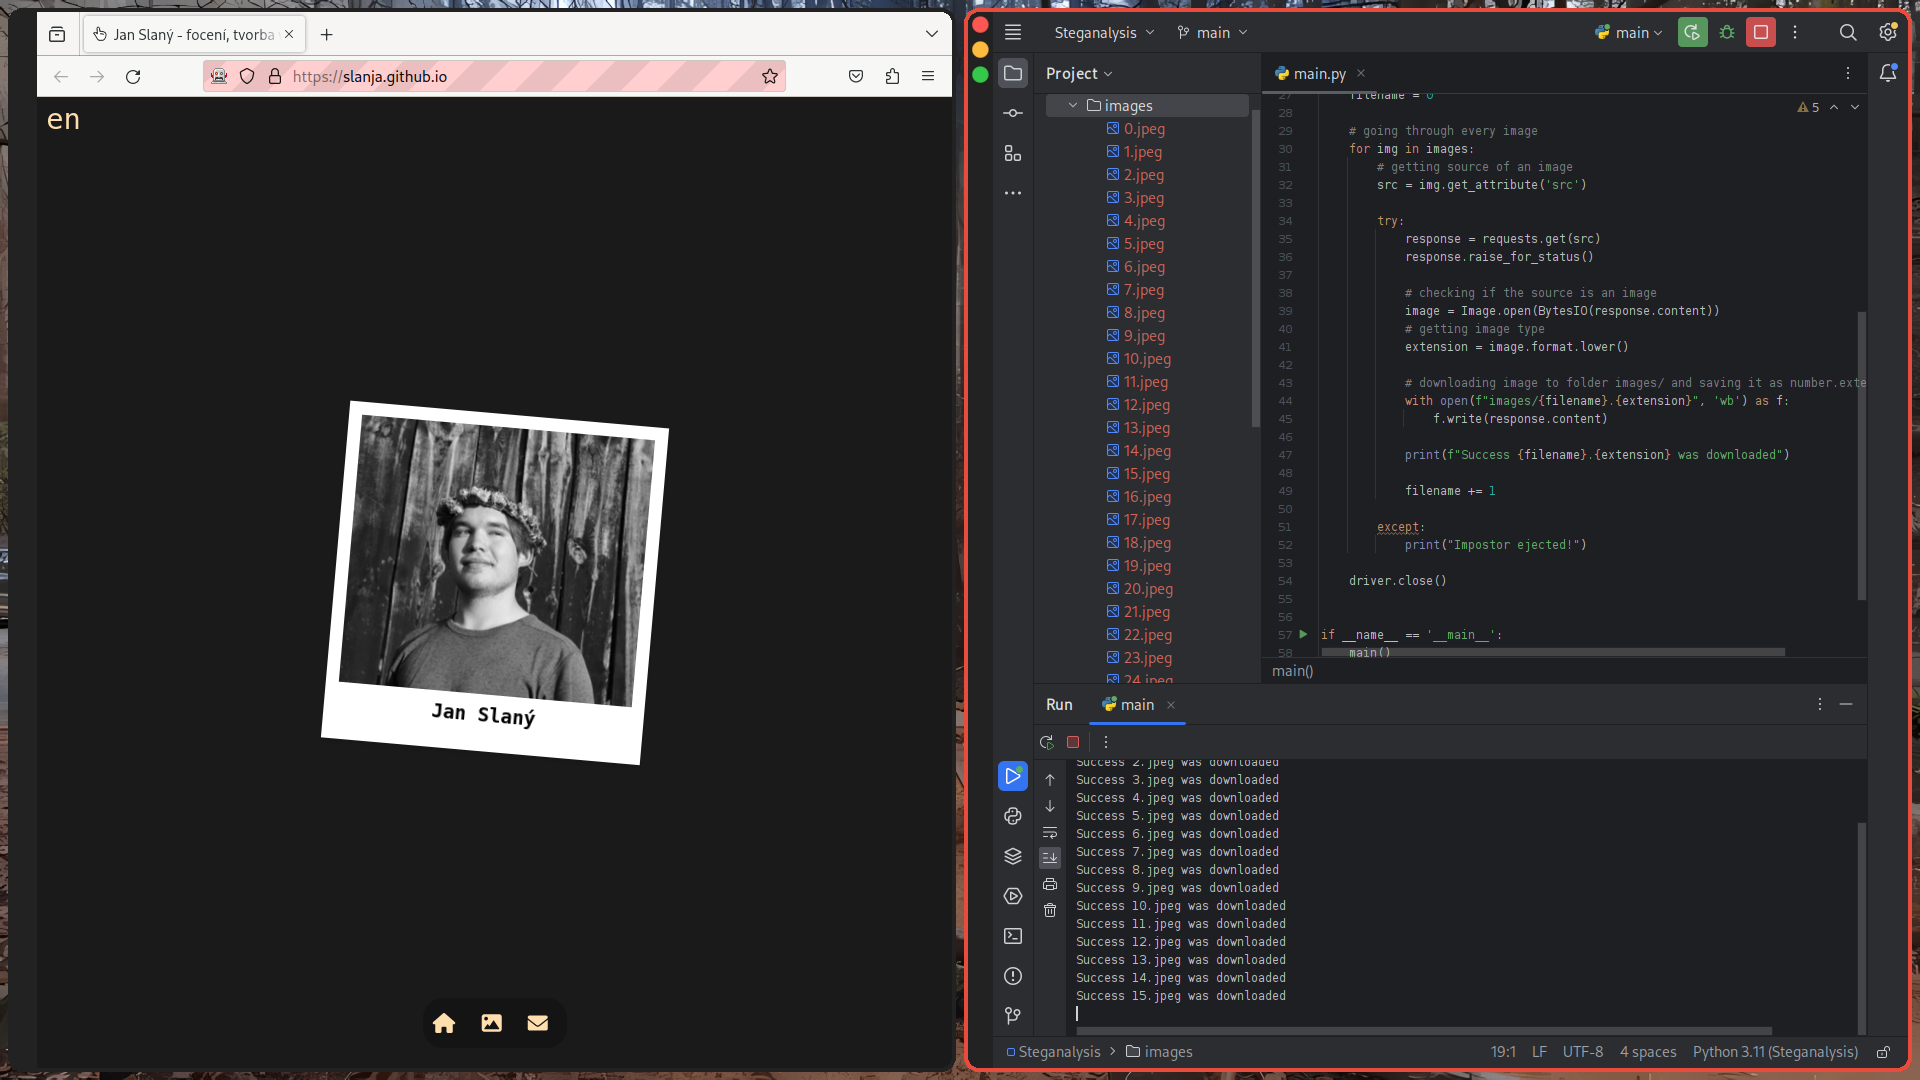 Jan Slaný - focení, tvorba
https://slanja.github.io
en
Jan Slaný
Steganalysis
main
main
Project
images
0.jpeg
1.jpeg
2.jpeg
3.jpeg
4.jpeg
5.jpeg
6.jpeg
7.jpeg
8.jpeg
9.jpeg
10.jpeg
11.jpeg
12.jpeg
13.jpeg
14.jpeg
15.jpeg
16.jpeg
17.jpeg
18.jpeg
19.jpeg
20.jpeg
21.jpeg
22.jpeg
23.jpeg
24.jpeg
main.py
5
27 filename = 0
28
29 # going through every image
30 for img in images:
31 # getting source of an image
32 src = img.get_attribute('src')
33
34 try:
35 response = requests.get(src)
36 response.raise_for_status()
37
38 # checking if the source is an image
39 image = Image.open(BytesIO(response.content))
40 # getting image type
41 extension = image.format.lower()
42
43 # downloading image to folder images/ and saving it as number.exte
44 with open(f"images/{filename}.{extension}", 'wb') as f:
45 f.write(response.content)
46
47 print(f"Success {filename}.{extension} was downloaded")
48
49 filename += 1
50
51 except:
52 print("Impostor ejected!")
53
54 driver.close()
55
56
57 if __name__ == '__main__':
58 main()
main()
Run
main
Success 2.jpeg was downloaded
Success 3.jpeg was downloaded
Success 4.jpeg was downloaded
Success 5.jpeg was downloaded
Success 6.jpeg was downloaded
Success 7.jpeg was downloaded
Success 8.jpeg was downloaded
Success 9.jpeg was downloaded
Success 10.jpeg was downloaded
Success 11.jpeg was downloaded
Success 12.jpeg was downloaded
Success 13.jpeg was downloaded
Success 14.jpeg was downloaded
Success 15.jpeg was downloaded
Steganalysis > images
19:1 LF UTF-8 4 spaces Python 3.11 (Steganalysis)